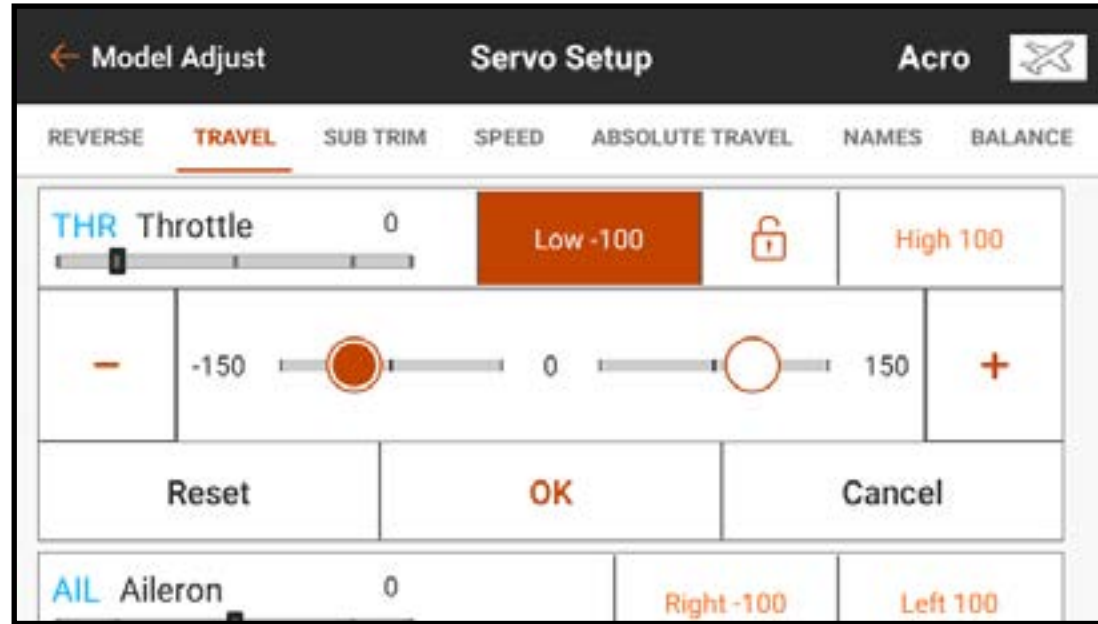 Model Adjust Servo Setup Acro
REVERSE TRAVEL SUB TRIM SPEED ABSOLUTE TRAVEL NAMES BALANCE
THR Throttle 0 Low -100 High 100
- -150 0 150 +
Reset OK Cancel
AIL Aileron 0 Right -100 Left 100